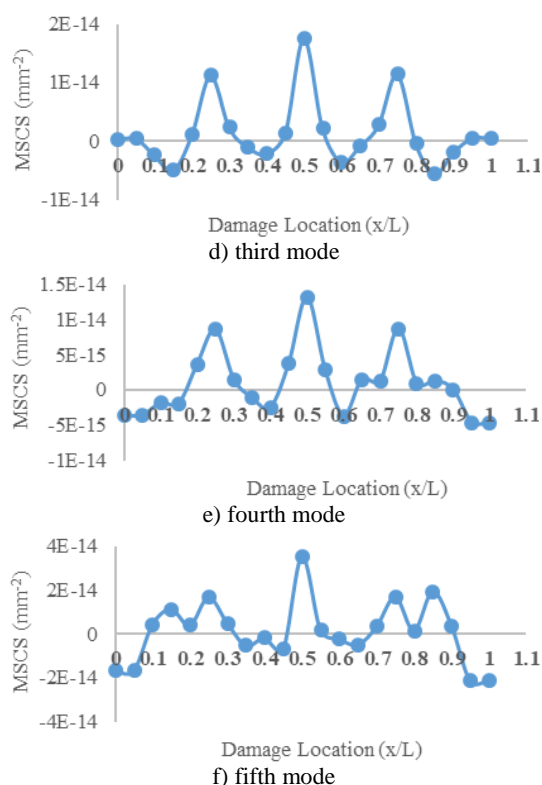 2E-14
1E-14
0
-1E-14
MSCS (mm-2)
0 0.1 0.2 0.3 0.4 0.5 0.6 0.7 0.8 0.9 1 1.1
Damage Location (x/L)
d) third mode
1.5E-14
1E-14
5E-15
0
-5E-15
-1E-14
MSCS (mm-2)
0 0.1 0.2 0.3 0.4 0.5 0.6 0.7 0.8 0.9 1 1.1
Damage Location (x/L)
e) fourth mode
4E-14
2E-14
0
-2E-14
-4E-14
MSCS (mm-2)
0 0.1 0.2 0.3 0.4 0.5 0.6 0.7 0.8 0.9 1 1.1
Damage Location (x/L)
f) fifth mode